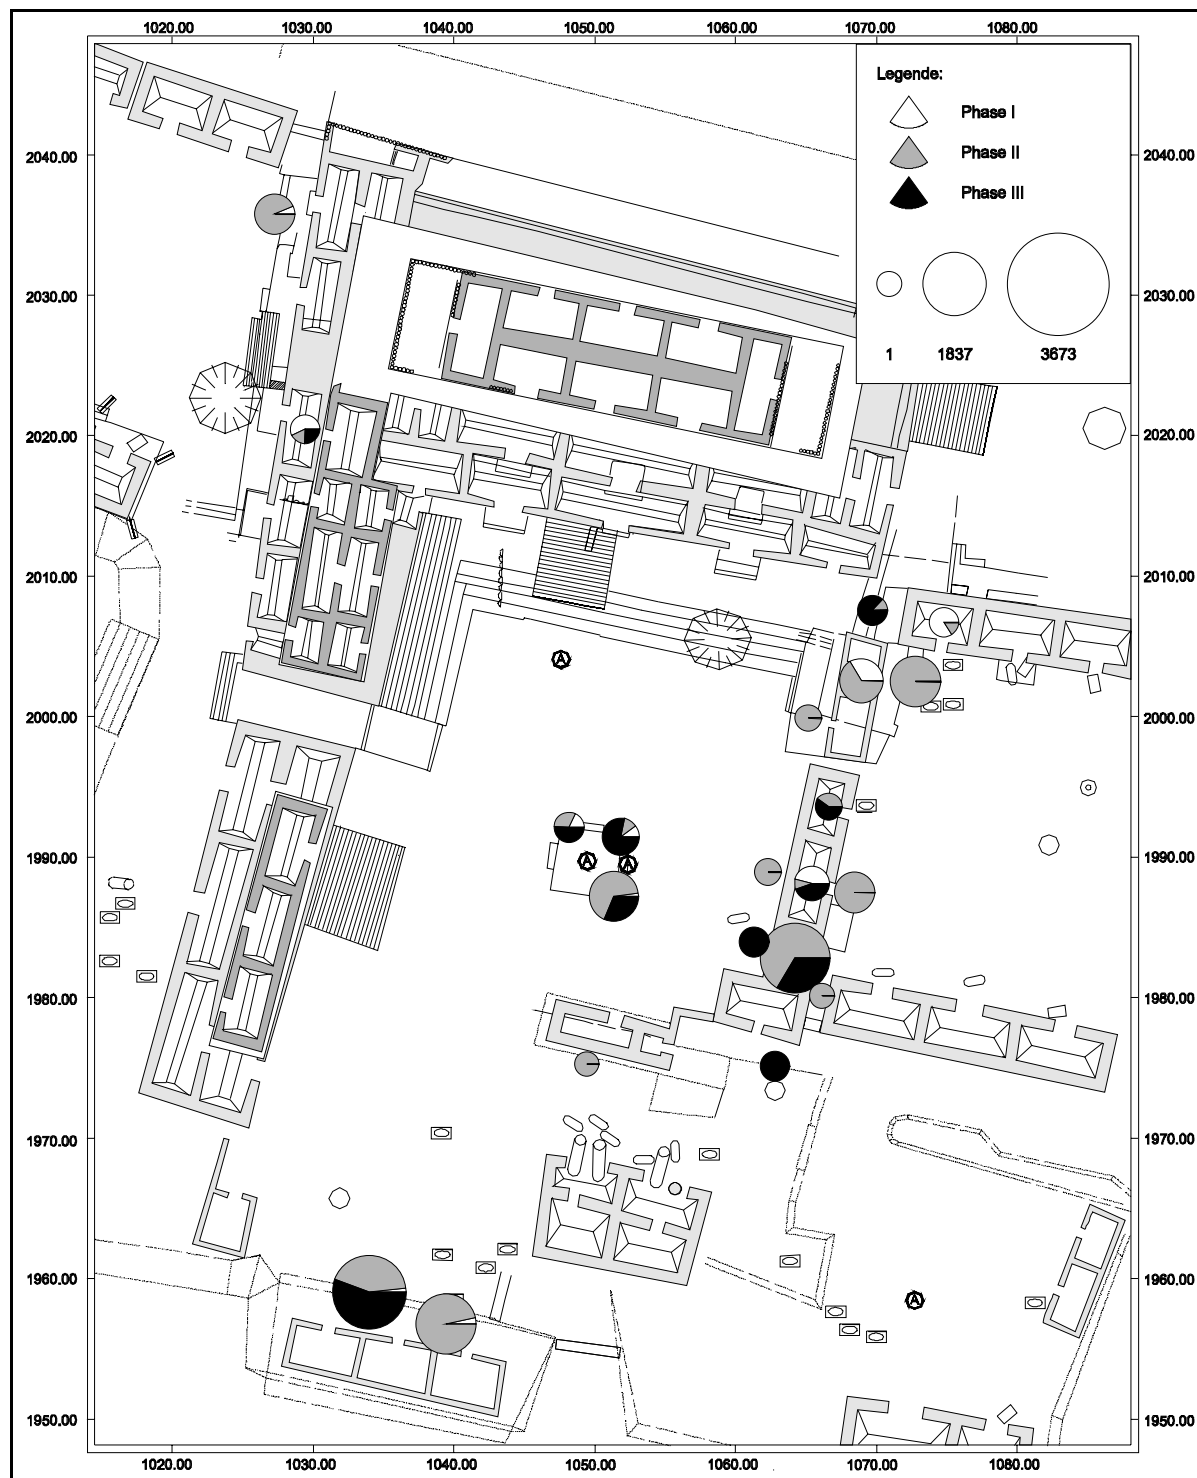 1020.00 1030.00 1040.00 1050.00 1060.00 1070.00 1080.00
Legende:
Phase I
Phase II
Phase III
1 1837 3673
2040.00 2040.00
2030.00 2030.00
2020.00 2020.00
2010.00 2010.00
A
2000.00 2000.00
1990.00 1990.00
A A
1980.00 1980.00
1970.00 1970.00
1960.00 1960.00
A
1950.00 1950.00
1020.00 1030.00 1040.00 1050.00 1060.00 1070.00 1080.00